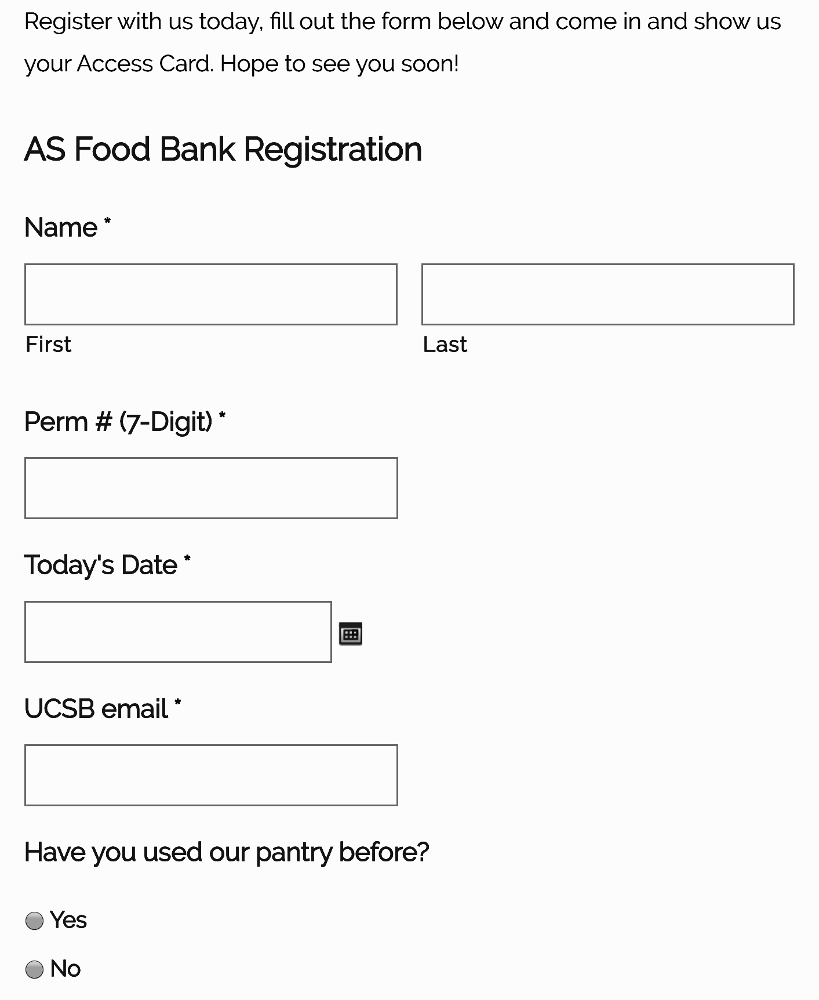 Register with us today, fill out the form below and come in and show us
your Access Card. Hope to see you soon!
AS Food Bank Registration
Name *
First
Last
Perm # (7-Digit) *
Today's Date *
UCSB email *
Have you used our pantry before?
Yes
No